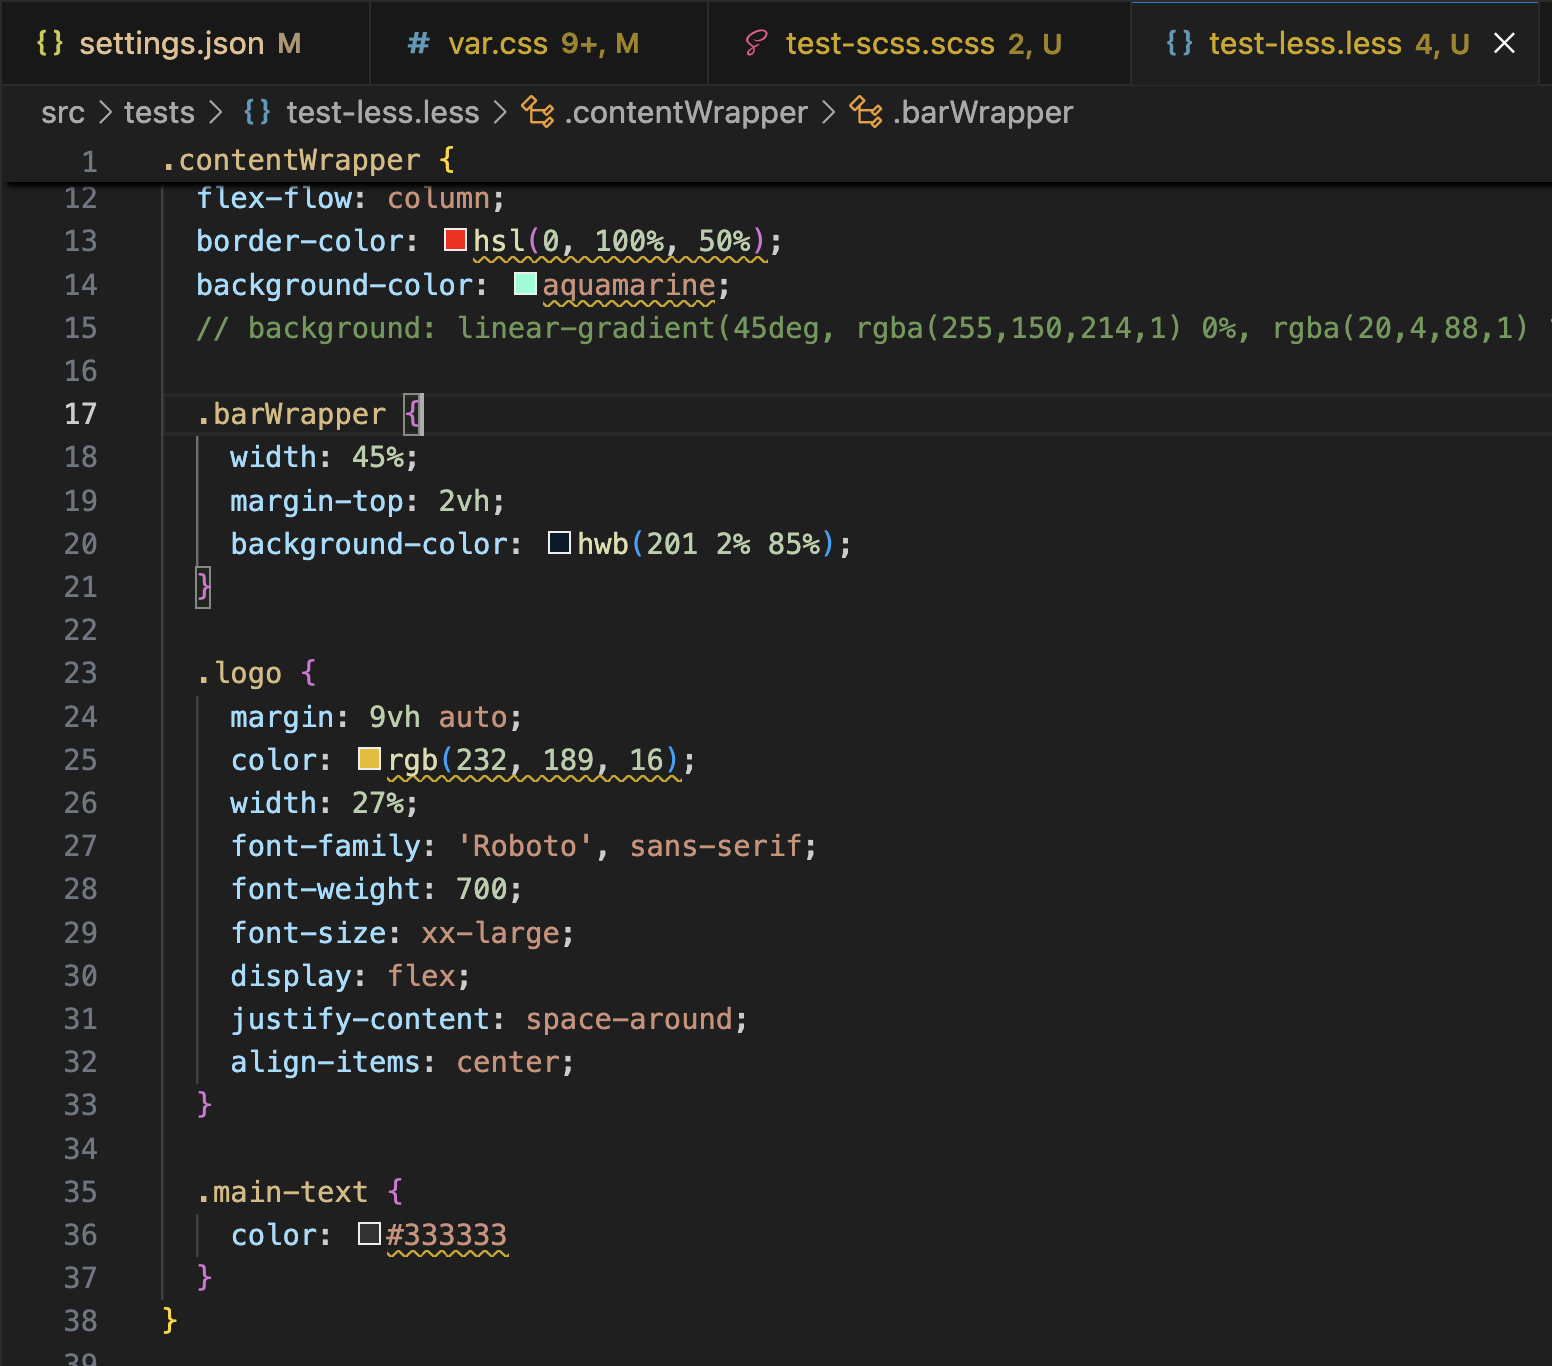 {} settings.json M # var.css 9+, M test-scss.scss 2, U {} test-less.less 4, U
src > tests > {} test-less.less > .contentWrapper > .barWrapper
1 .contentWrapper {
12 flex-flow: column;
13 border-color: hsl(0, 100%, 50%);
14 background-color: aquamarine;
15 // background: linear-gradient(45deg, rgba(255,150,214,1) 0%, rgba(20,4,88,1)
16
17 .barWrapper {
18 width: 45%;
19 margin-top: 2vh;
20 background-color: hwb(201 2% 85%);
21 }
22
23 .logo {
24 margin: 9vh auto;
25 color: rgb(232, 189, 16);
26 width: 27%;
27 font-family: 'Roboto', sans-serif;
28 font-weight: 700;
29 font-size: xx-large;
30 display: flex;
31 justify-content: space-around;
32 align-items: center;
33 }
34
35 .main-text {
36 color: #333333
37 }
38 }
39